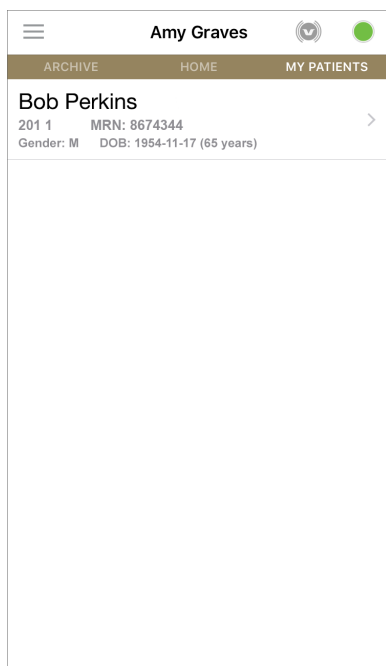 Amy Graves
ARCHIVE HOME MY PATIENTS
Bob Perkins
201 1 MRN: 8674344
Gender: M DOB: 1954-11-17 (65 years)